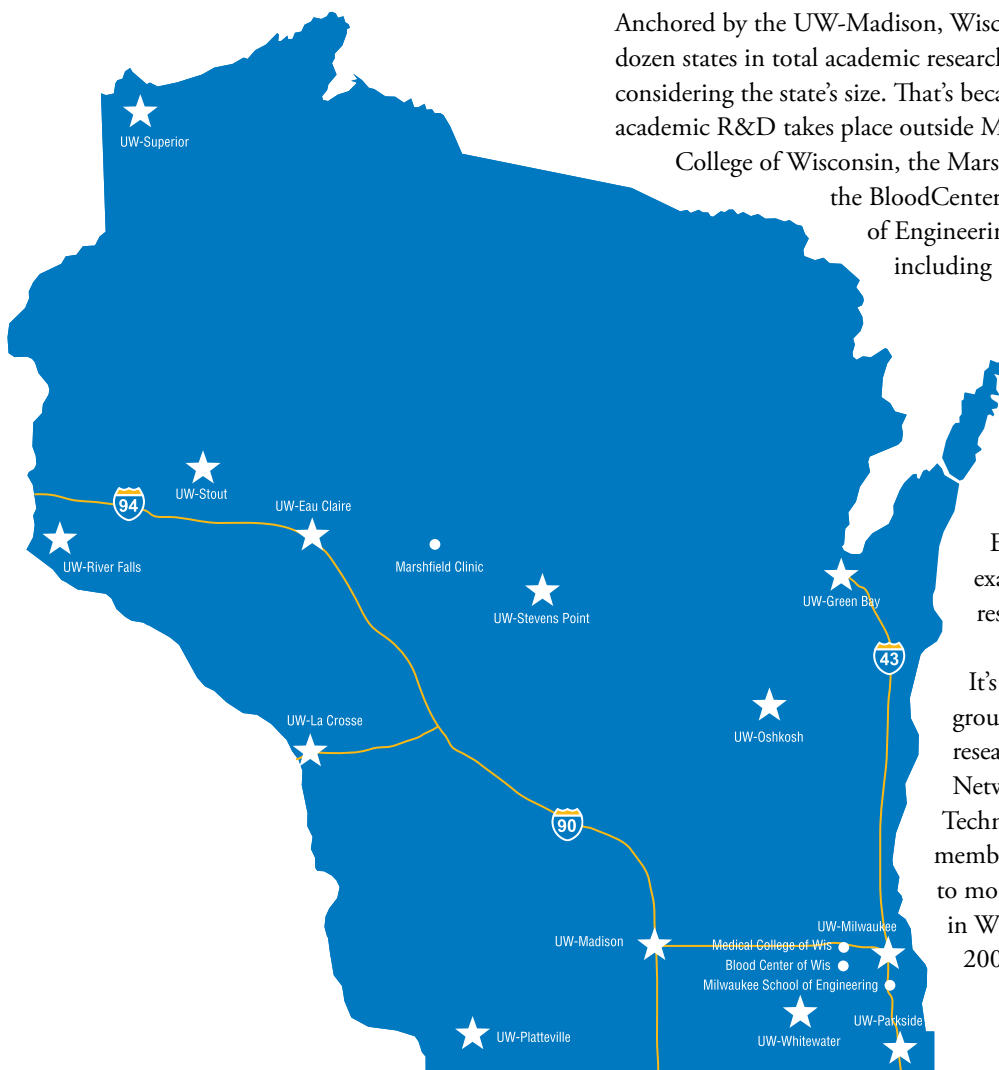 Anchored by the UW-Madison, Wisc
dozen states in total academic research
considering the state’s size. That’s beca
academic R&D takes place outside M
College of Wisconsin, the Mars
the BloodCenter
of Engineerin
including
UW-Superior
UW-Stout
94
UW-Eau Claire
UW-River Falls
Marshfield Clinic
UW-Stevens Point
UW-Green Bay
43
E
exa
res
UW-La Crosse
UW-Oshkosh
90
It’s
grou
resea
Netw
Techn
memb
to mo
in W
200
UW-Madison
UW-Milwaukee
Medical College of Wis
Blood Center of Wis
Milwaukee School of Engineering
UW-Whitewater
UW-Parkside
UW-Platteville